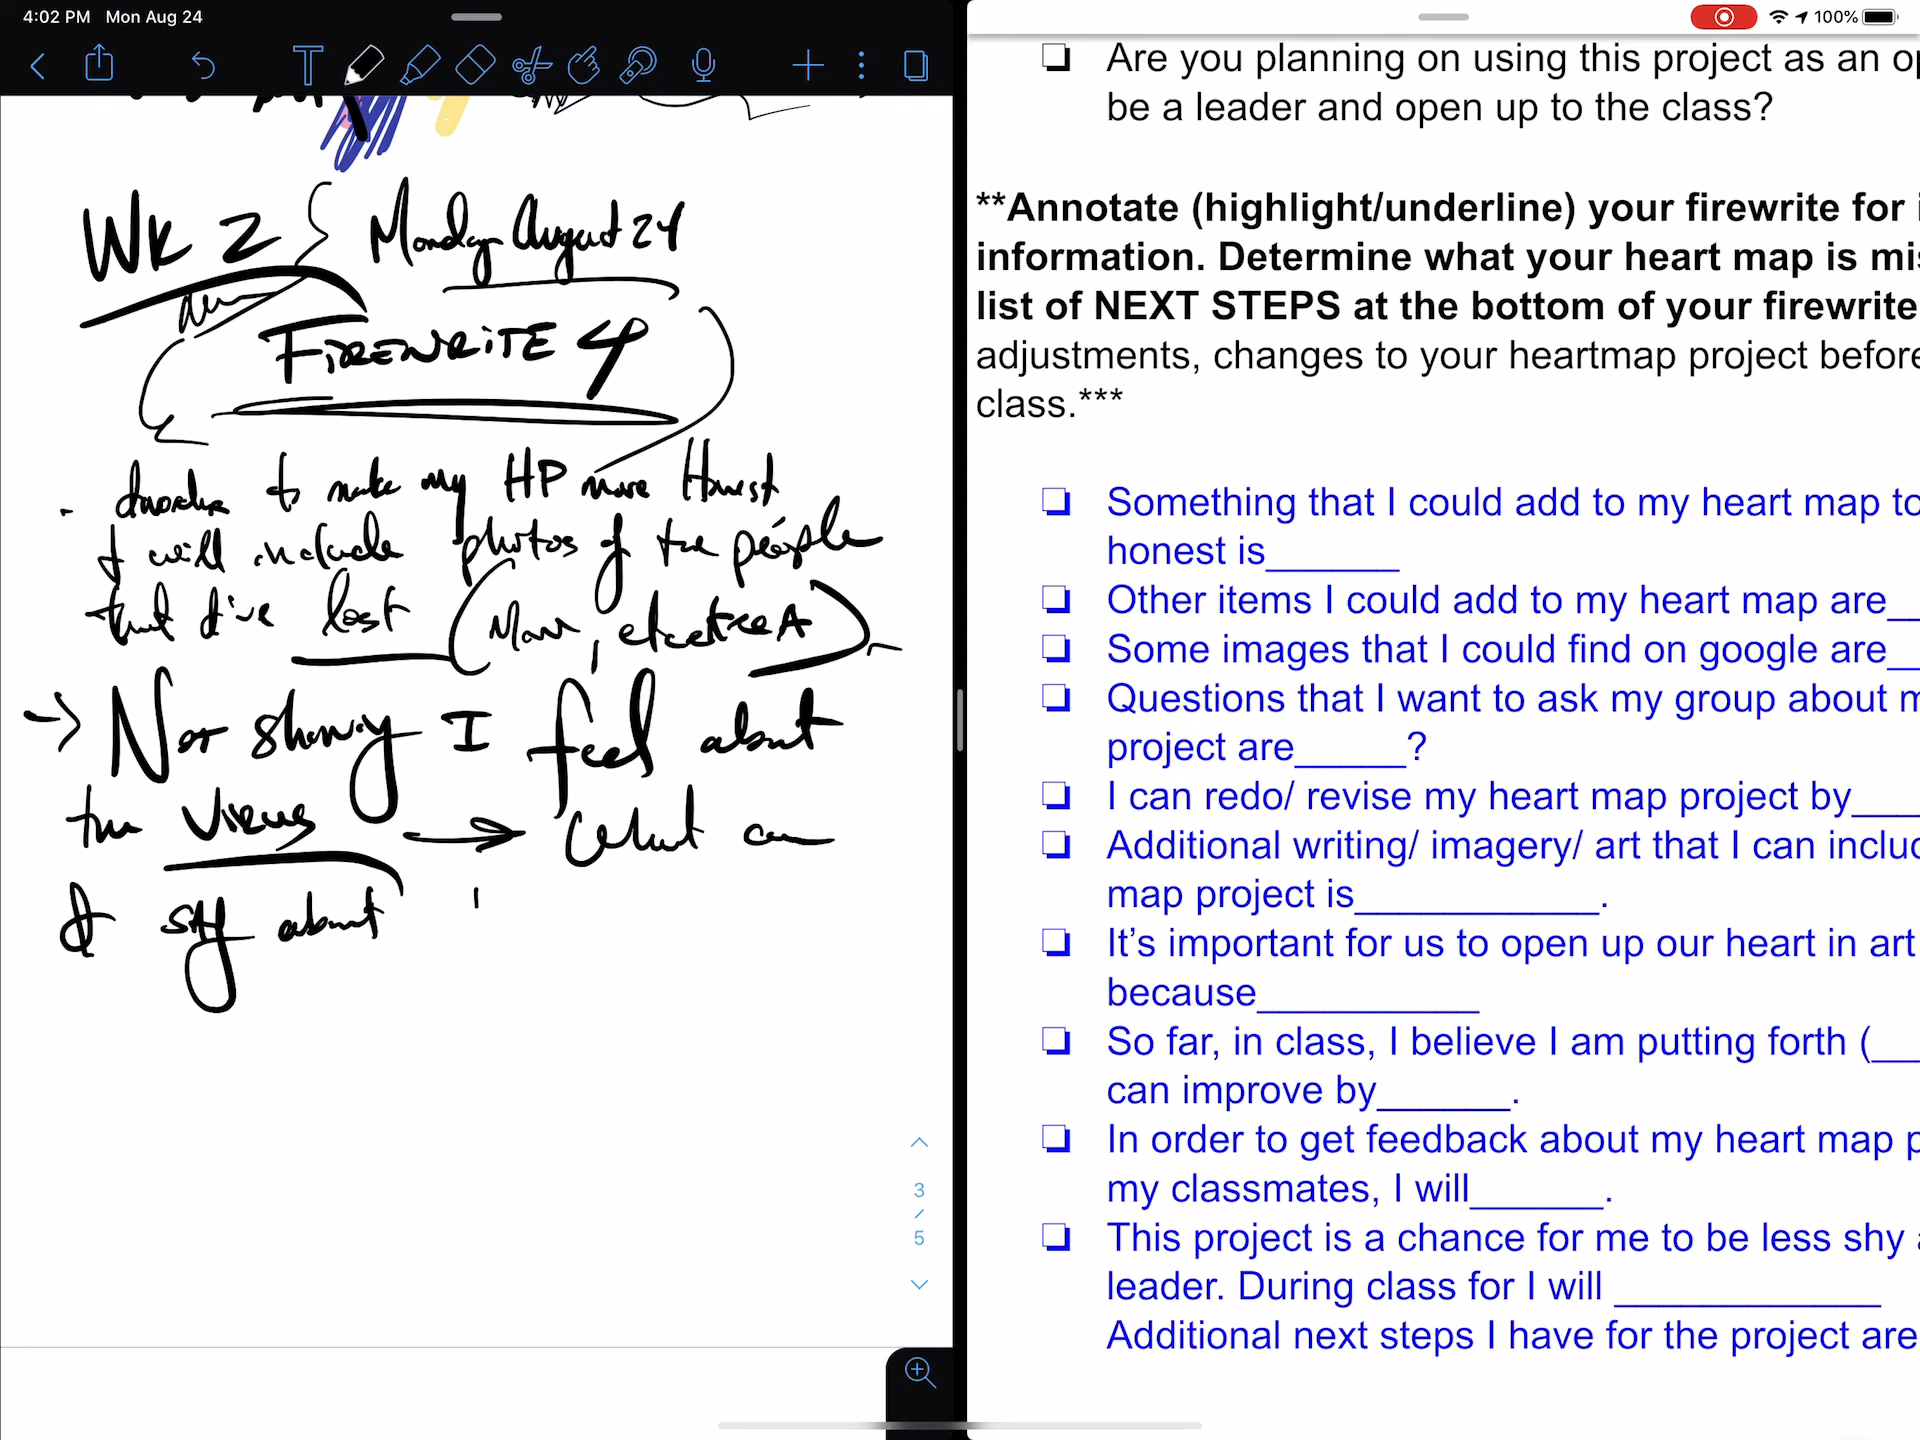 4:02 PM Mon Aug 24
100%
Wk 2
Monday August 24
FIREWRITE 4
to make my HP more Honest
I will include photos of the people
that I've lost (Mom, etcetera)
→ Not showing I feel about
the virus → What can
I say about
3
/
5
Are you planning on using this project as an op
be a leader and open up to the class?
**Annotate (highlight/underline) your firewrite for i
information. Determine what your heart map is mis
list of NEXT STEPS at the bottom of your firewrite
adjustments, changes to your heartmap project before
class.***
Something that I could add to my heart map to
honest is______
Other items I could add to my heart map are__
Some images that I could find on google are__
Questions that I want to ask my group about m
project are_____?
I can redo/ revise my heart map project by___
Additional writing/ imagery/ art that I can includ
map project is___________.
It’s important for us to open up our heart in art
because__________
So far, in class, I believe I am putting forth (__
can improve by______.
In order to get feedback about my heart map p
my classmates, I will______.
This project is a chance for me to be less shy a
leader. During class for I will ____________
Additional next steps I have for the project are